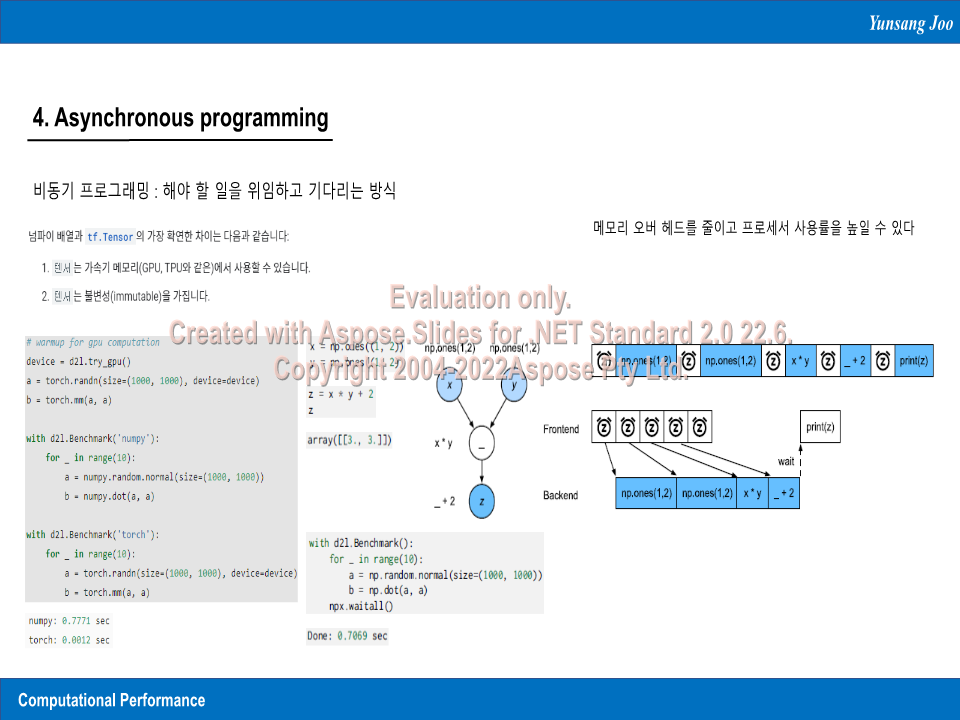 Yunsang Joo
4. Asynchronous programming
비동기 프로그래밍 : 해야 할 일을 위임하고 기다리는 방식
넘파이 배열과 tf.Tensor의 가장 확연한 차이는 다음과 같습니다:
1. 텐서는 가속기 메모리(GPU, TPU와 같은)에서 사용할 수 있습니다.
2. 텐서는 불변성(immutable)을 가집니다.
메모리 오버 헤드를 줄이고 프로세서 사용률을 높일 수 있다
Evaluation only.
Created with Aspose.Slides for .NET Standard 2.0 22.6.
Copyright 2004-2022Aspose Pty Ltd.
# warmup for gpu computation
device = d2l.try_gpu()
a = torch.randn(size=(1000, 1000), device=device)
b = torch.mm(a, a)
with d2l.Benchmark('numpy'):
for _ in range(10):
a = numpy.random.normal(size=(1000, 1000))
b = numpy.dot(a, a)
with d2l.Benchmark('torch'):
for _ in range(10):
a = torch.randn(size=(1000, 1000), device=device)
b = torch.mm(a, a)
numpy: 0.7771 sec
torch: 0.0012 sec
x = np.ones((1, 2))
y = np.ones((1, 2))
z = x * y + 2
z
array([[3., 3.]])
np.ones(1,2) np.ones(1,2)
x y
x * y _
_ + 2 z
with d2l.Benchmark():
for _ in range(10):
a = np.random.normal(size=(1000, 1000))
b = np.dot(a, a)
npx.waitall()
Done: 0.7069 sec
z np.ones(1,2) z np.ones(1,2) z x * y z _ + 2 z print(z)
Frontend z z z z z print(z)
wait
Backend np.ones(1,2) np.ones(1,2) x * y _ + 2
Computational Performance